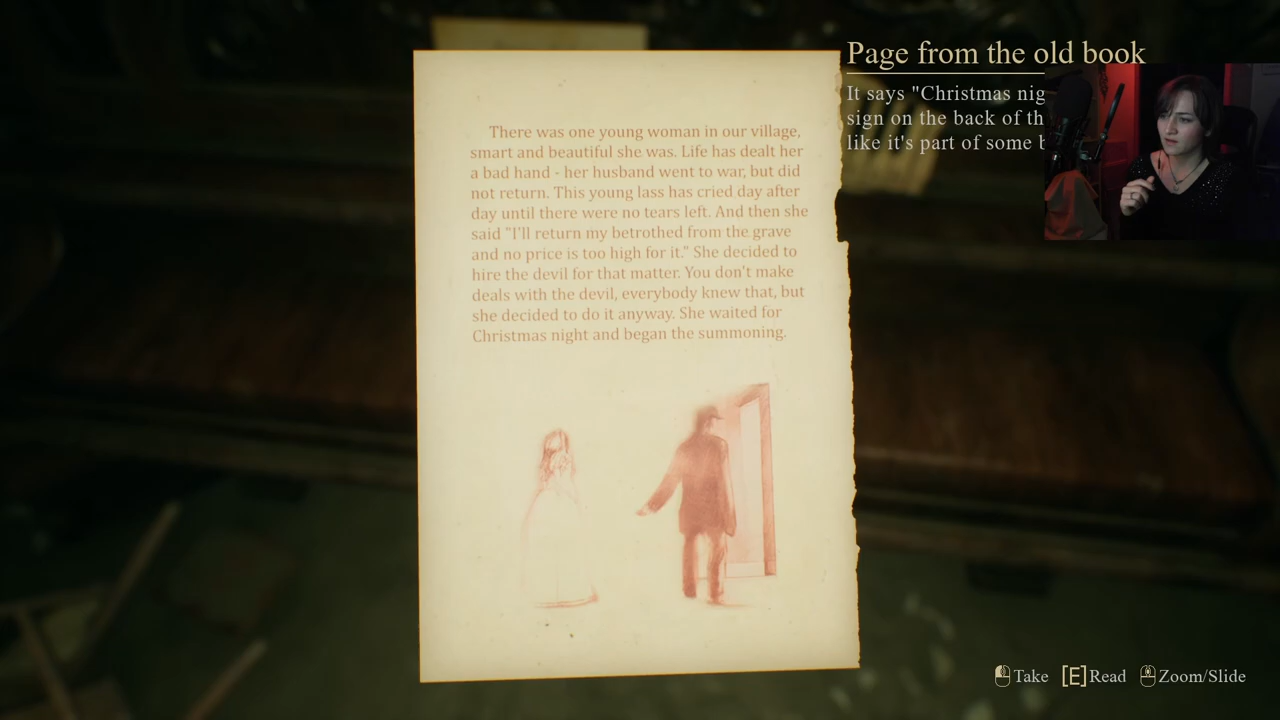 Page from the old book
It says "Christmas nig
sign on the back of th
like it's part of some b
There was one young woman in our village,
smart and beautiful she was. Life has dealt her
a bad hand - her husband went to war, but did
not return. This young lass has cried day after
day until there were no tears left. And then she
said "I'll return my betrothed from the grave
and no price is too high for it." She decided to
hire the devil for that matter. You don't make
deals with the devil, everybody knew that, but
she decided to do it anyway. She waited for
Christmas night and began the summoning.
Take [E] Read Zoom/Slide